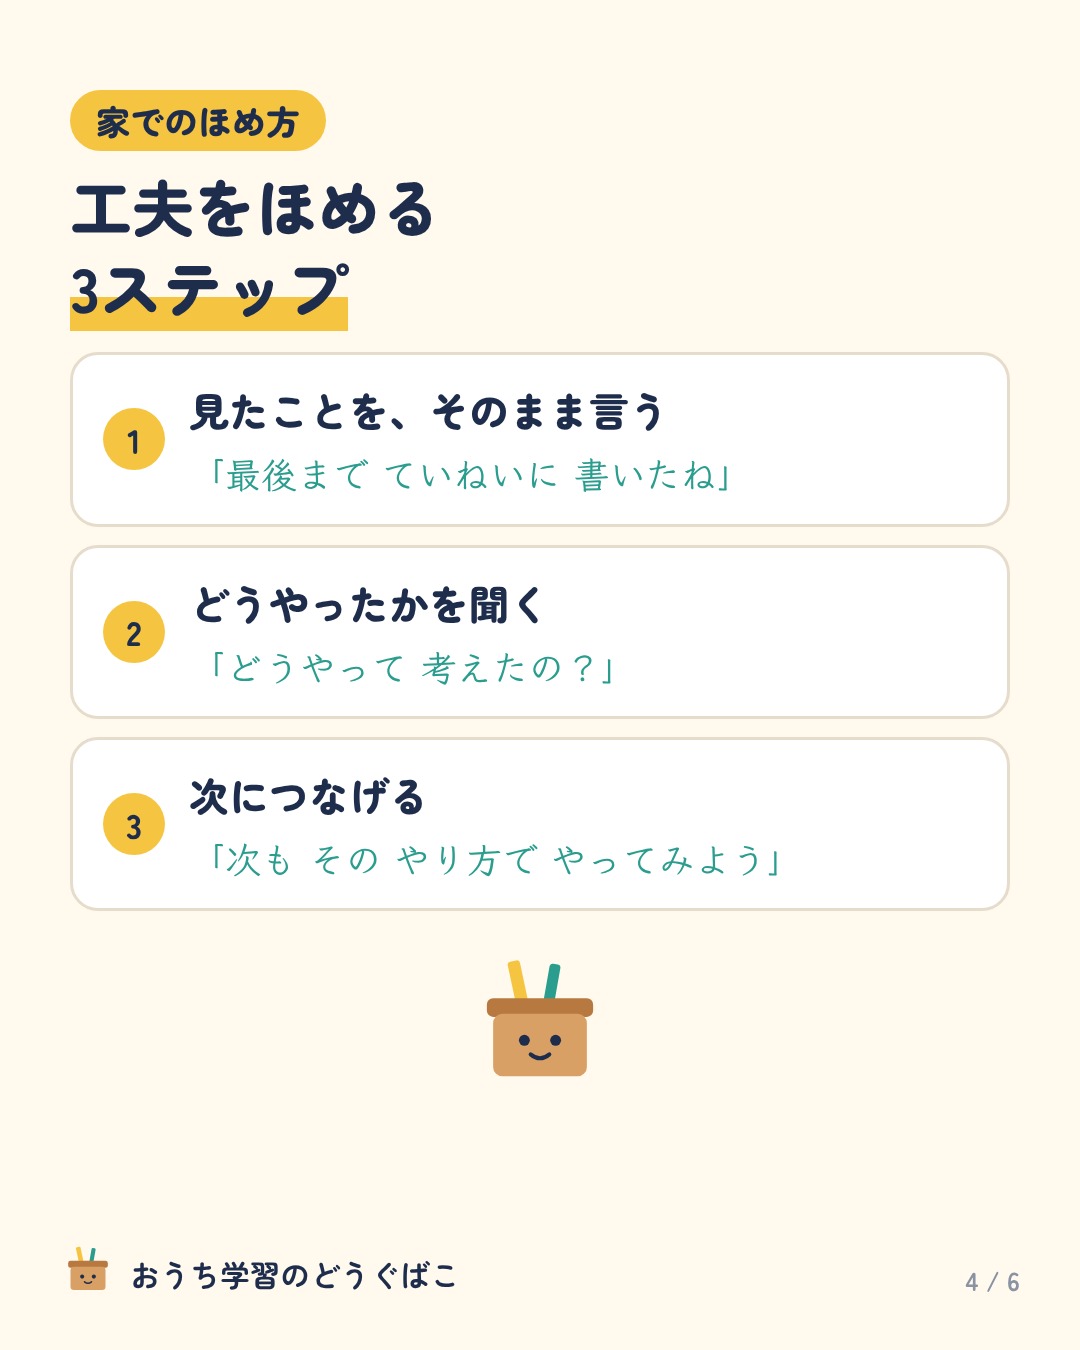 家でのほめ方
工夫をほめる
3ステップ
1
見たことを、そのまま言う
「最後まで ていねいに 書いたね」
2
どうやったかを聞く
「どうやって 考えたの？」
3
次につなげる
「次も その やり方で やってみよう」
おうち学習のどうぐばこ
4 / 6